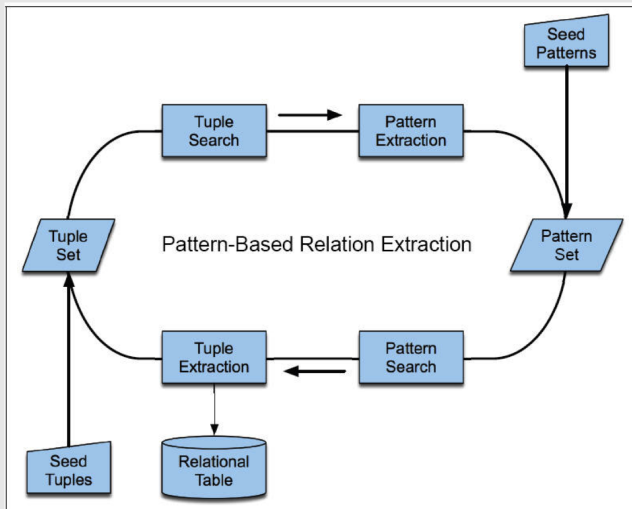 Seed
Patterns
Tuple
Search
Pattern
Extraction
Tuple
Set
Pattern-Based Relation Extraction
Pattern
Set
Tuple
Extraction
Pattern
Search
Seed
Tuples
Relational
Table